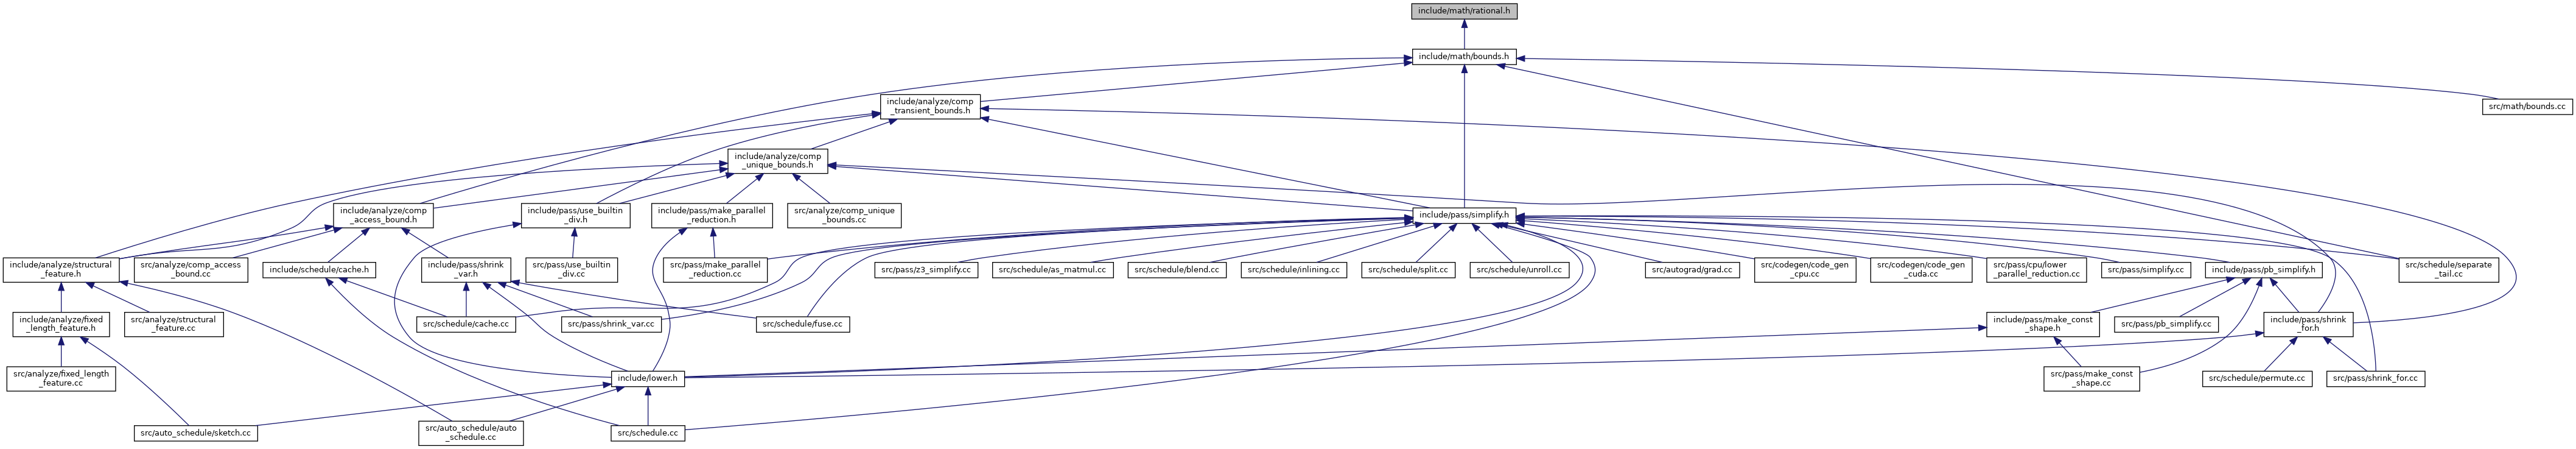 include/math/rational.h
include/math/bounds.h
include/analyze/comp
_transient_bounds.h
src/math/bounds.cc
include/analyze/comp
_unique_bounds.h
include/analyze/comp
_access_bound.h
include/pass/use_builtin
_div.h
include/pass/make_parallel
_reduction.h
src/analyze/comp_unique
_bounds.cc
include/pass/simplify.h
include/analyze/structural
_feature.h
src/analyze/comp_access
_bound.cc
include/schedule/cache.h
include/pass/shrink
_var.h
src/pass/use_builtin
_div.cc
src/pass/make_parallel
_reduction.cc
src/pass/z3_simplify.cc
src/schedule/as_matmul.cc
src/schedule/blend.cc
src/schedule/inlining.cc
src/schedule/split.cc
src/schedule/unroll.cc
src/autograd/grad.cc
src/codegen/code_gen
_cpu.cc
src/codegen/code_gen
_cuda.cc
src/pass/cpu/lower
_parallel_reduction.cc
src/pass/simplify.cc
include/pass/pb_simplify.h
src/schedule/separate
_tail.cc
include/analyze/fixed
_length_feature.h
src/analyze/structural
_feature.cc
src/schedule/cache.cc
src/pass/shrink_var.cc
src/schedule/fuse.cc
include/pass/make_const
_shape.h
src/pass/pb_simplify.cc
include/pass/shrink
_for.h
src/analyze/fixed_length
_feature.cc
include/lower.h
src/pass/make_const
_shape.cc
src/schedule/permute.cc
src/pass/shrink_for.cc
src/auto_schedule/sketch.cc
src/auto_schedule/auto
_schedule.cc
src/schedule.cc